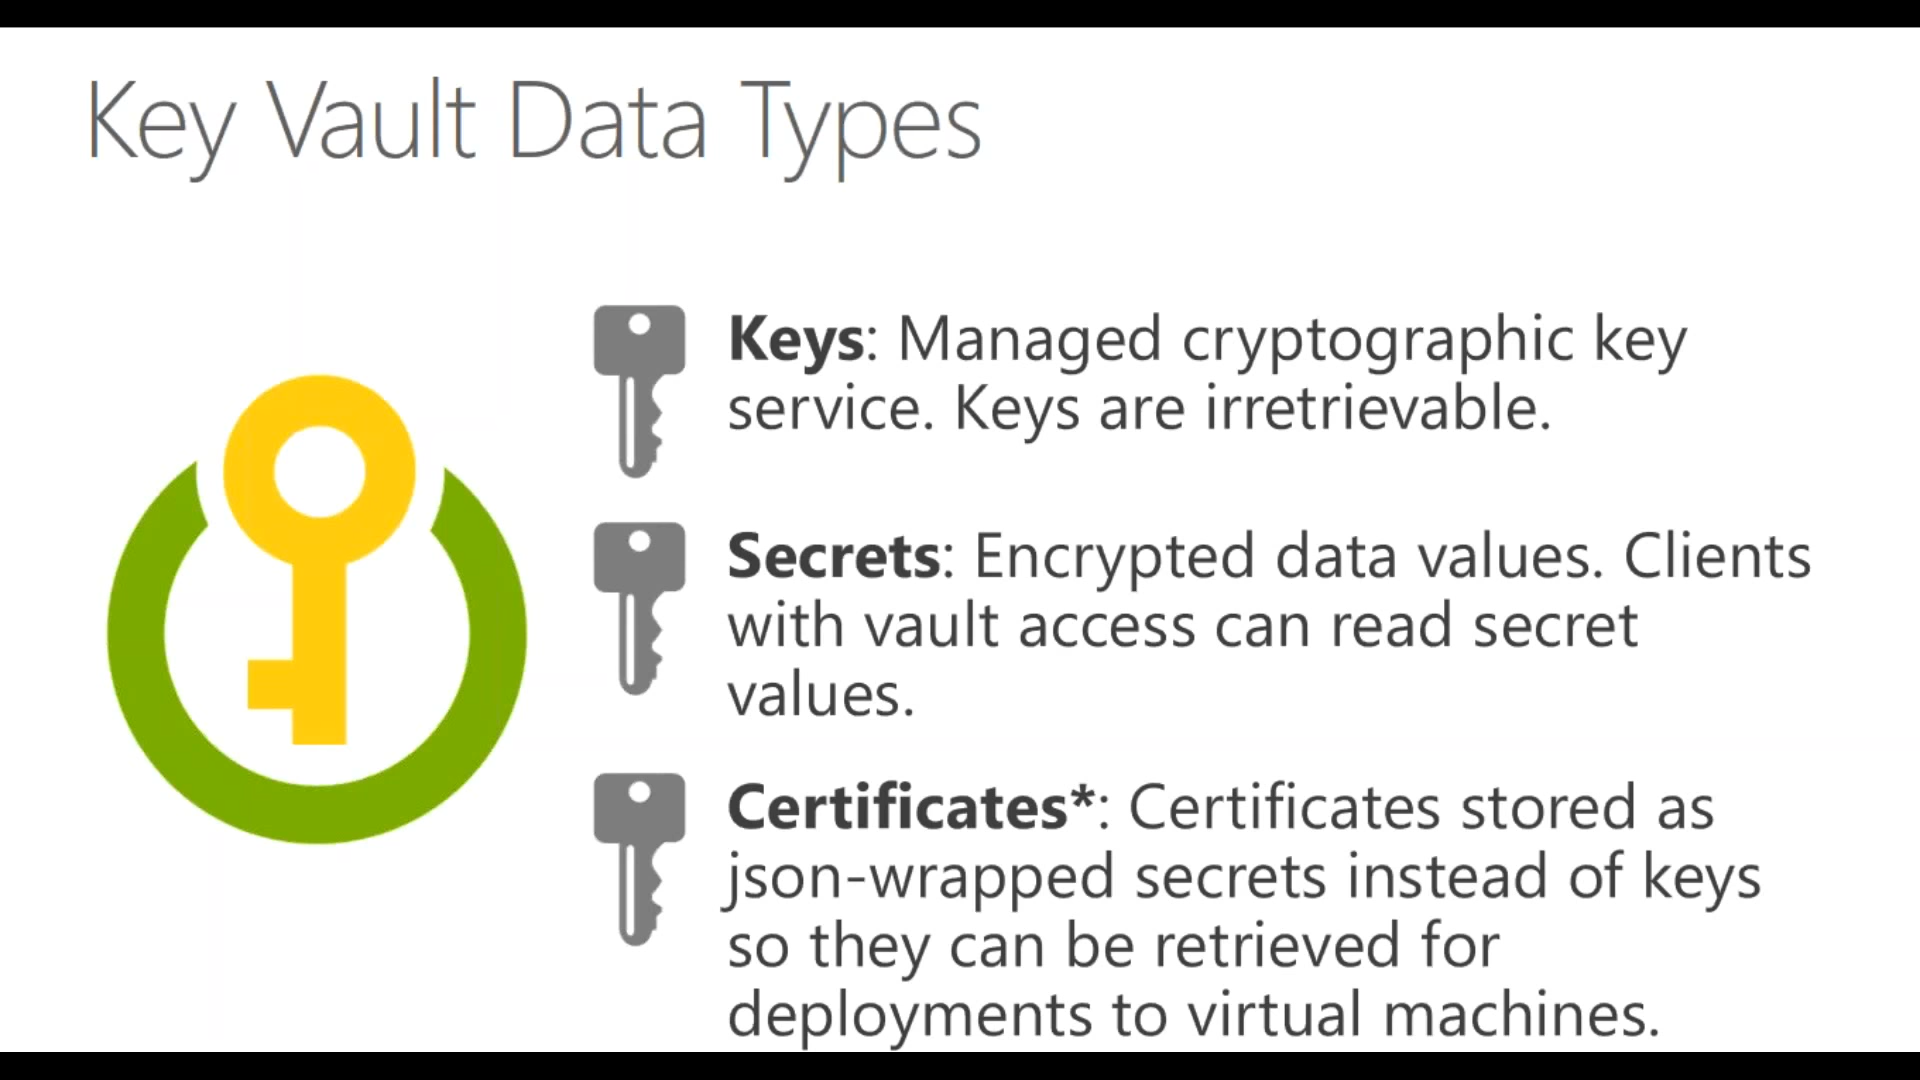 Key Vault Data Types
Keys: Managed cryptographic key
service. Keys are irretrievable.
Secrets: Encrypted data values. Clients
with vault access can read secret
values.
Certificates*: Certificates stored as
json-wrapped secrets instead of keys
so they can be retrieved for
deployments to virtual machines.